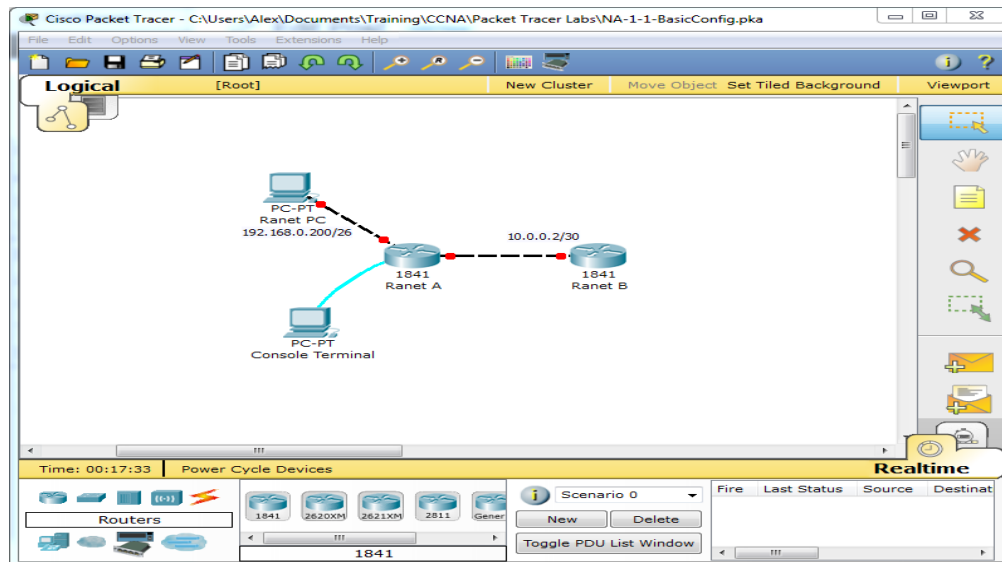 Cisco Packet Tracer - C:\Users\Alex\Documents\Training\CCNA\Packet Tracer Labs\NA-1-1-BasicConfig.pka
File Edit Options View Tools Extensions Help
Logical [Root] New Cluster Move Object Set Tiled Background Viewport
PC-PT
Ranet PC
192.168.0.200/26
10.0.0.2/30
1841
Ranet A
1841
Ranet B
PC-PT
Console Terminal
Time: 00:17:33 Power Cycle Devices Realtime
Routers
1841 2620XM 2621XM 2811 Gener
1841
Scenario 0
New Delete
Toggle PDU List Window
Fire Last Status Source Destinat